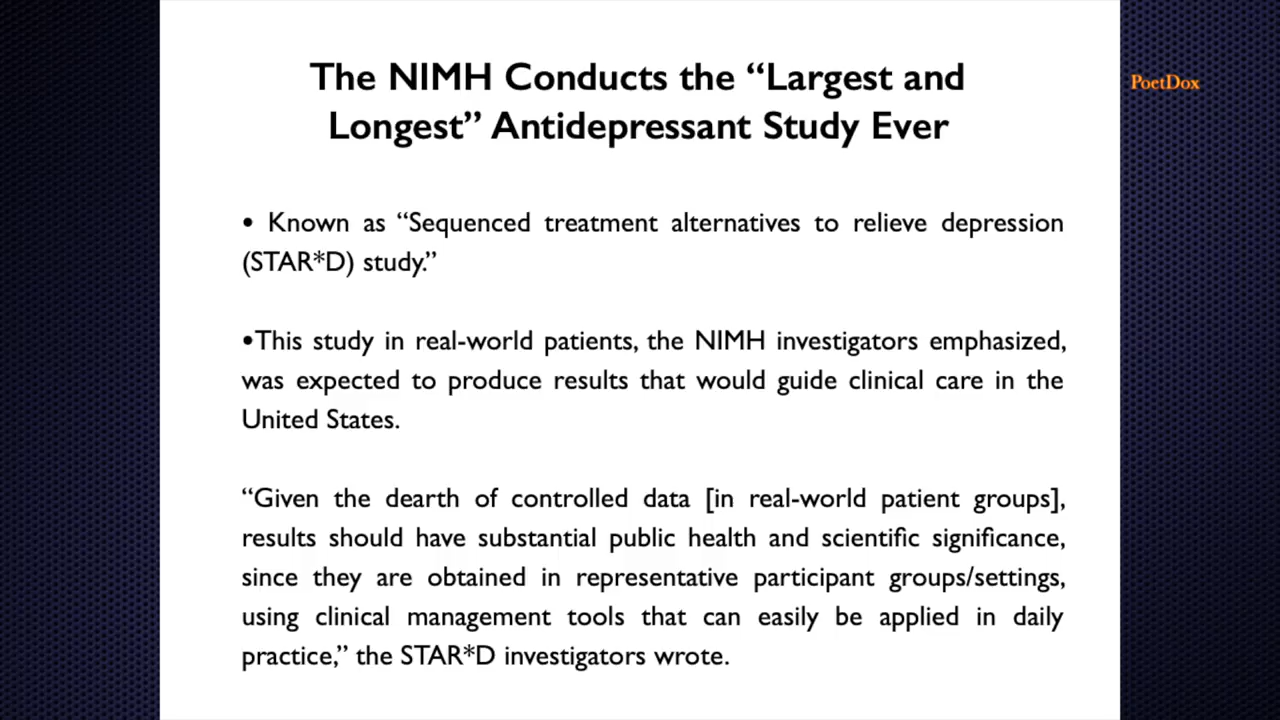 The NIMH Conducts the “Largest and
Longest” Antidepressant Study Ever
PoetDox
• Known as “Sequenced treatment alternatives to relieve depression
(STAR*D) study.”
•This study in real-world patients, the NIMH investigators emphasized,
was expected to produce results that would guide clinical care in the
United States.
“Given the dearth of controlled data [in real-world patient groups],
results should have substantial public health and scientific significance,
since they are obtained in representative participant groups/settings,
using clinical management tools that can easily be applied in daily
practice,” the STAR*D investigators wrote.